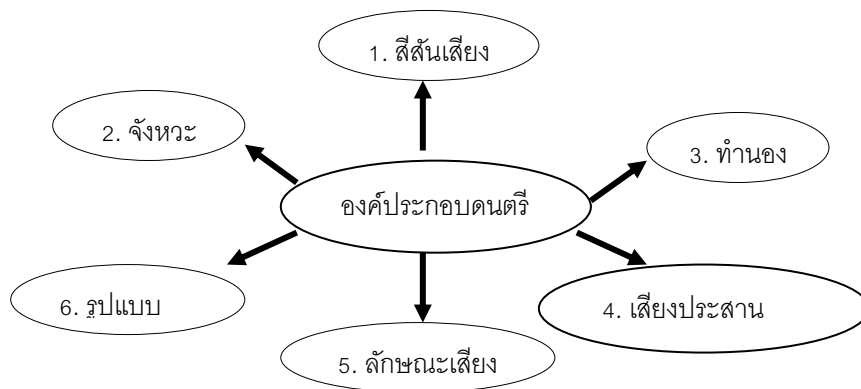 1. สีสันเสียง
2. จังหวะ
3. ทำนอง
องค์ประกอบดนตรี
6. รูปแบบ
4. เสียงประสาน
5. ลักษณะเสียง